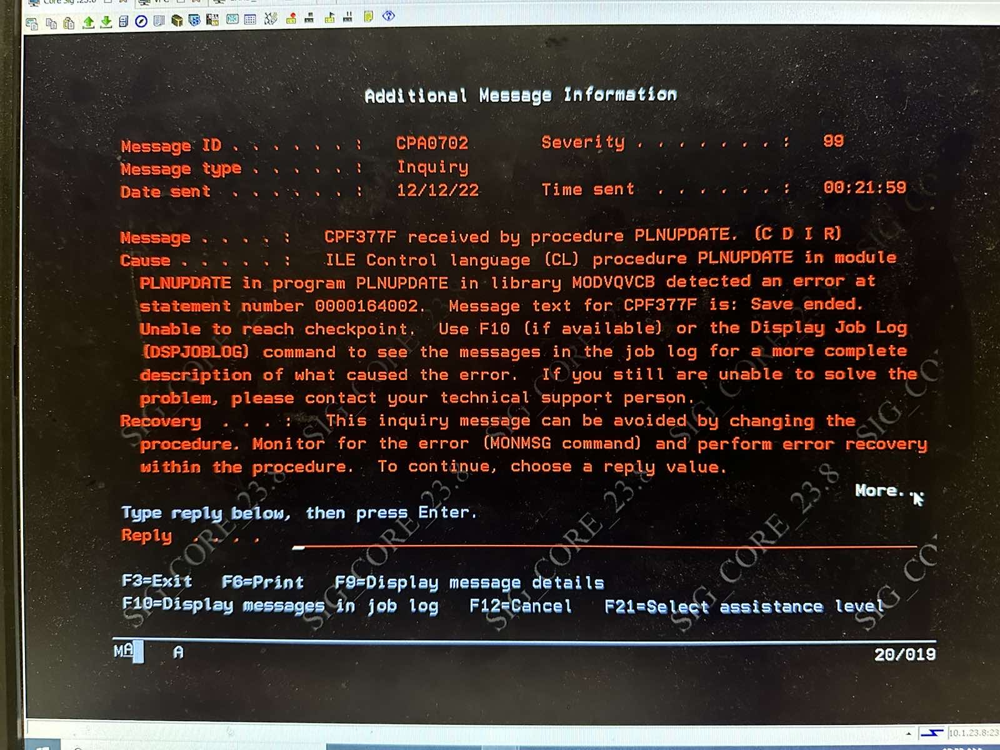 Additional Message Information
Message ID . . . . . . : CPA0702 Severity . . . . . . . : 99
Message type . . . . . : Inquiry
Date sent . . . . . . : 12/12/22 Time sent . . . . . . : 00:21:59
Message . . . . : CPF377F received by procedure PLNUPDATE. (C D I R)
Cause . . . . . : ILE Control language (CL) procedure PLNUPDATE in module
PLNUPDATE in program PLNUPDATE in library MODVQVCB detected an error at
statement number 0000164002. Message text for CPF377F is: Save ended.
Unable to reach checkpoint. Use F10 (if available) or the Display Job Log
(DSPJOBLOG) command to see the messages in the job log for a more complete
description of what caused the error. If you still are unable to solve the
problem, please contact your technical support person.
Recovery . . . : This inquiry message can be avoided by changing the
procedure. Monitor for the error (MONMSG command) and perform error recovery
within the procedure. To continue, choose a reply value.
More...
Type reply below, then press Enter.
Reply . . . .
F3=Exit F6=Print F9=Display message details
F10=Display messages in job log F12=Cancel F21=Select assistance level
MA A 20/019
SIG_CORE_23.8
10.1.23.8:23